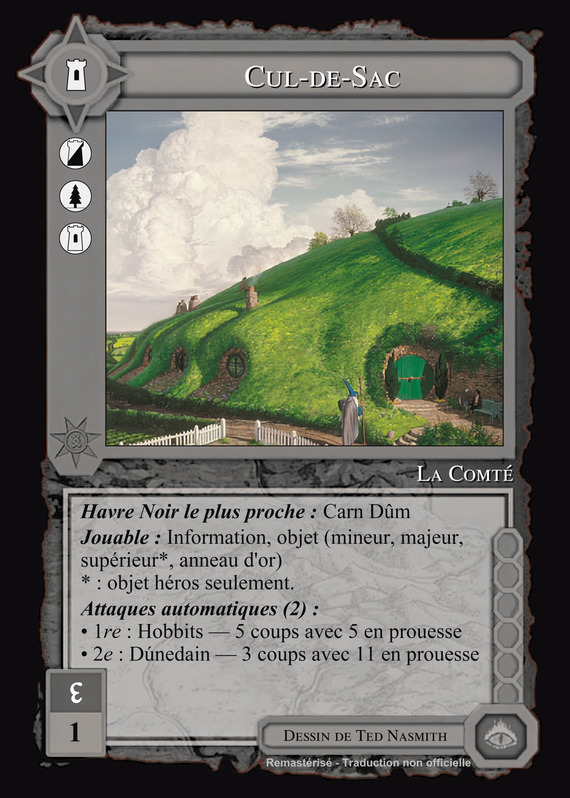 Cul-de-Sac
La Comté
Havre Noir le plus proche : Carn Dûm
Jouable : Information, objet (mineur, majeur,
supérieur*, anneau d'or)
* : objet héros seulement.
Attaques automatiques (2) :
• 1re : Hobbits — 5 coups avec 5 en prouesse
• 2e : Dúnedain — 3 coups avec 11 en prouesse
ε
1
Dessin de Ted Nasmith
Remastérisé - Traduction non officielle